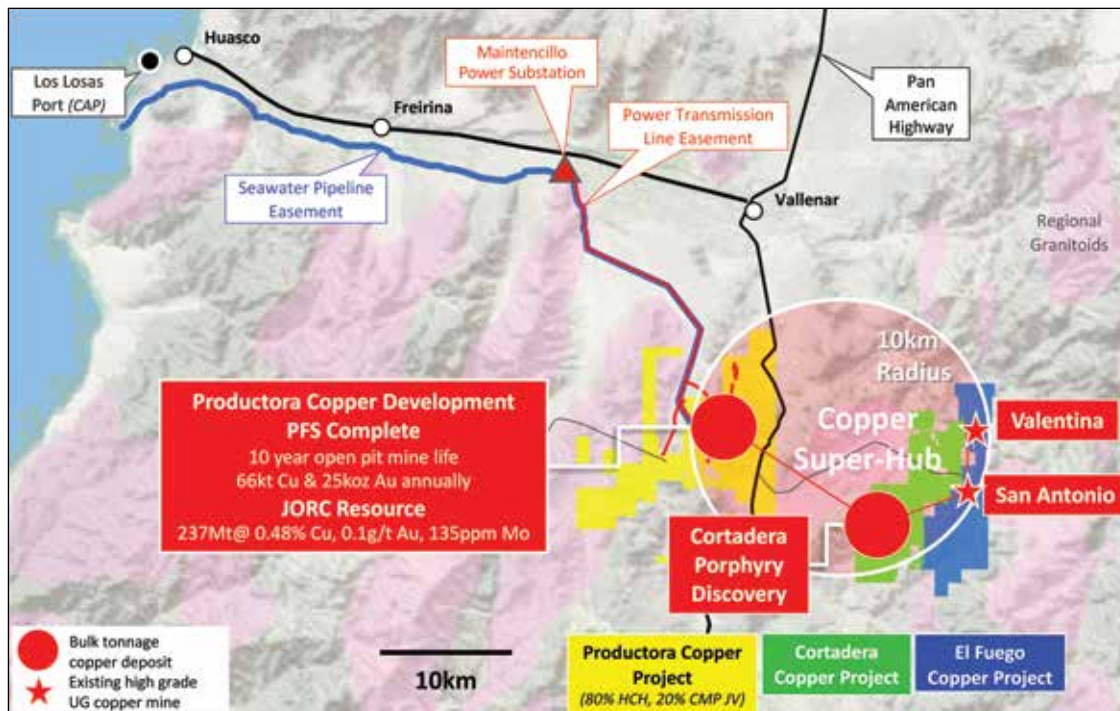 Huasco
Los Losas
Port (CAP)
Freirina
Maintencillo
Power Substation
Power Transmission
Line Easement
Pan
American
Highway
Seawater Pipeline
Easement
Vallenar
Regional
Granitoids
10km
Radius
Copper
Super-Hub
Valentina
San Antonio
Productora Copper Development
PFS Complete
10 year open pit mine life
66kt Cu & 25koz Au annually
JORC Resource
237Mt@ 0.48% Cu, 0.1g/t Au, 135ppm Mo
Cortadera
Porphyry
Discovery
Bulk tonnage
copper deposit
Existing high grade
UG copper mine
10km
Productora Copper
Project
(80% HCH, 20% CMP JV)
Cortadera
Copper Project
El Fuego
Copper Project